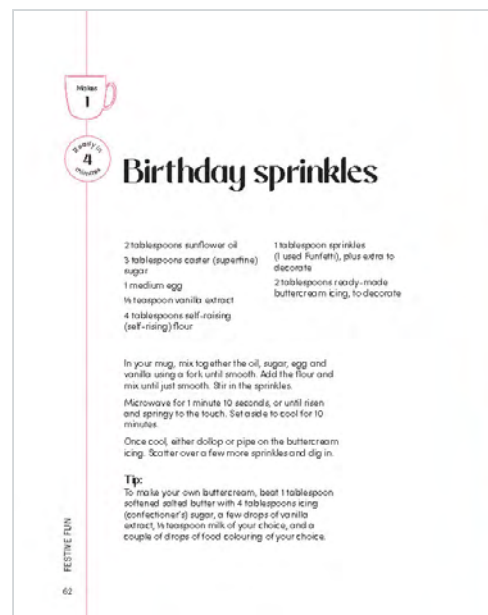 Makes
1
Ready in
4
minutes
Birthday sprinkles
2 tablespoons sunflower oil
3 tablespoons caster (superfine)
sugar
1 medium egg
½ teaspoon vanilla extract
4 tablespoons self-raising
(self-rising) flour
1 tablespoon sprinkles
(I used Funfetti), plus extra to
decorate
2 tablespoons ready-made
buttercream icing, to decorate
In your mug, mix together the oil, sugar, egg and
vanilla using a fork until smooth. Add the flour and
mix until just smooth. Stir in the sprinkles.
Microwave for 1 minute 10 seconds, or until risen
and springy to the touch. Set aside to cool for 10
minutes.
Once cool, either dollop or pipe on the buttercream
icing. Scatter over a few more sprinkles and dig in.
Tip:
To make your own buttercream, beat 1 tablespoon
softened salted butter with 4 tablespoons icing
(confectioner's) sugar, a few drops of vanilla
extract, ½ teaspoon milk of your choice, and a
couple of drops of food colouring of your choice.
FESTIVE FUN
62